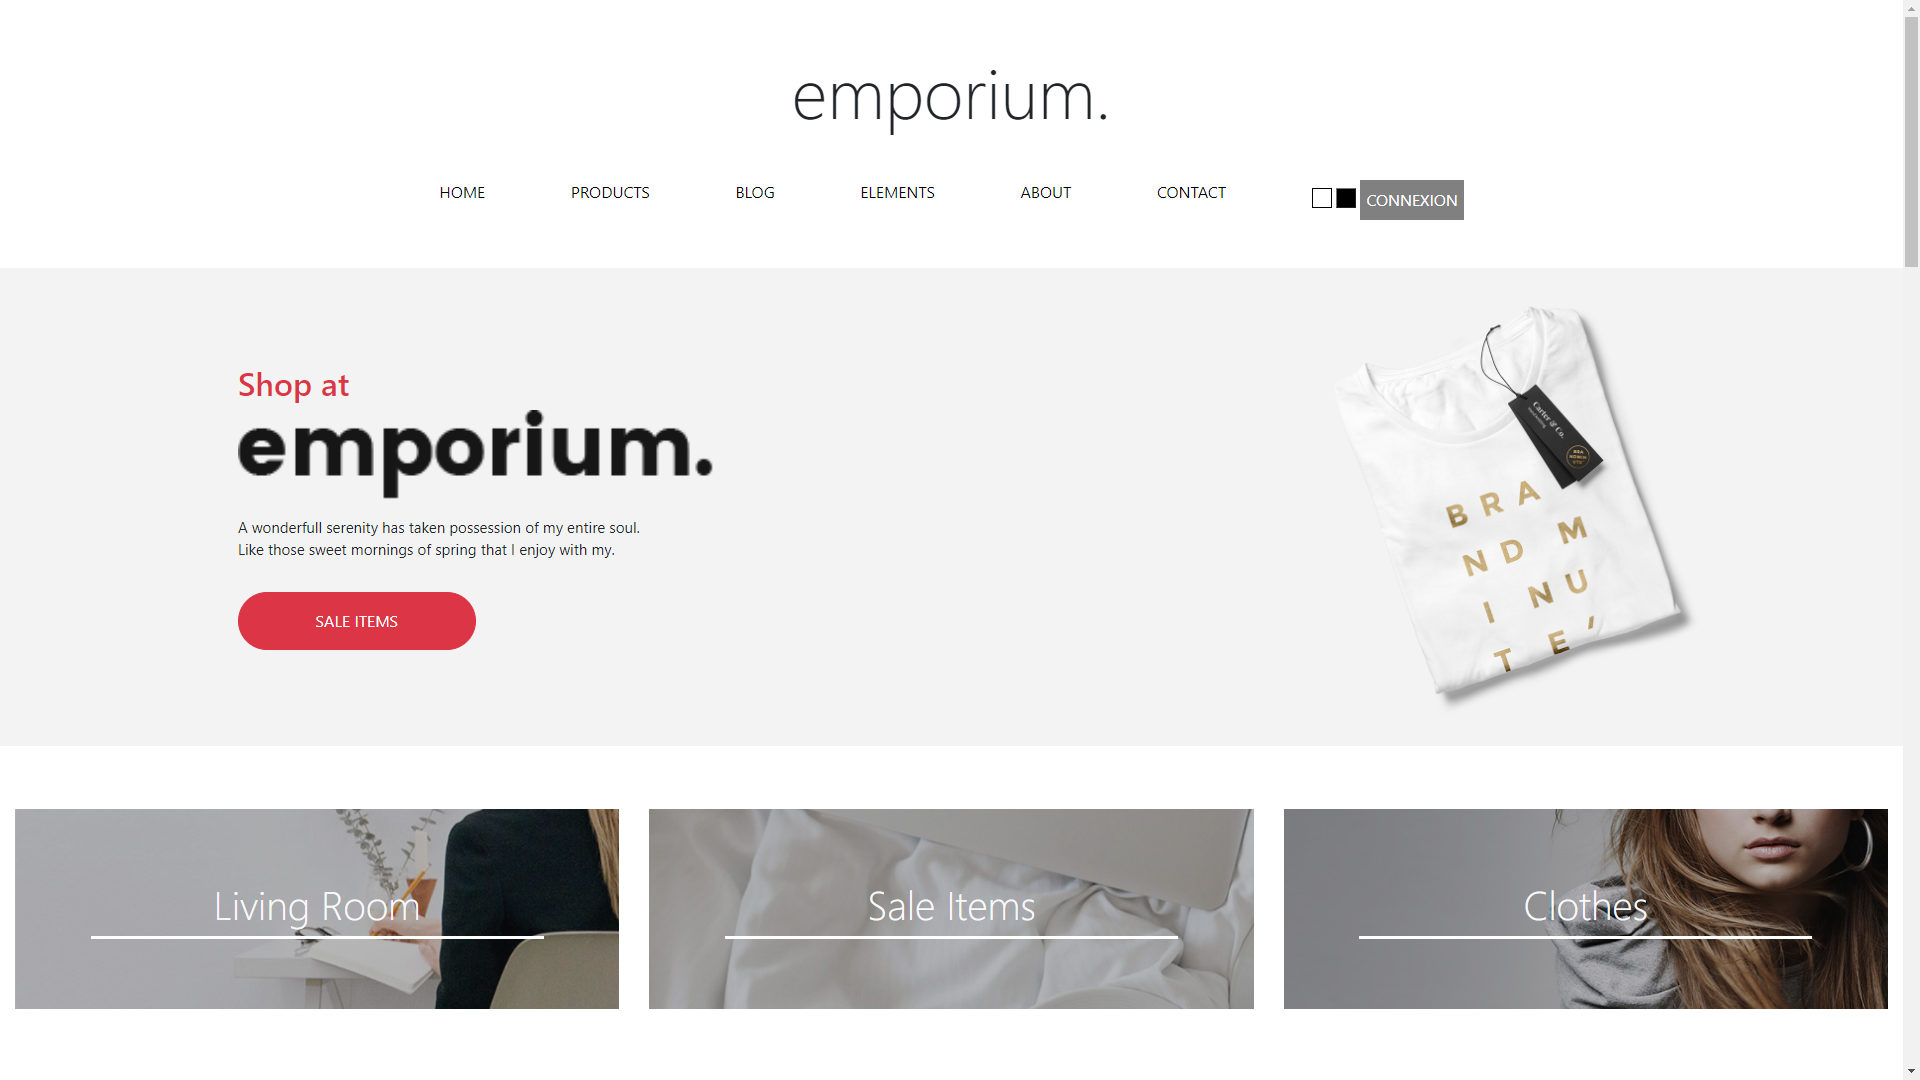 emporium.
HOME PRODUCTS BLOG ELEMENTS ABOUT CONTACT CONNEXION
Shop at
emporium.
A wonderfull serenity has taken possession of my entire soul.
Like those sweet mornings of spring that I enjoy with my.
SALE ITEMS
Carter & Co.
BRA
ND M
I NU
T E ′
Living Room
Sale Items
Clothes